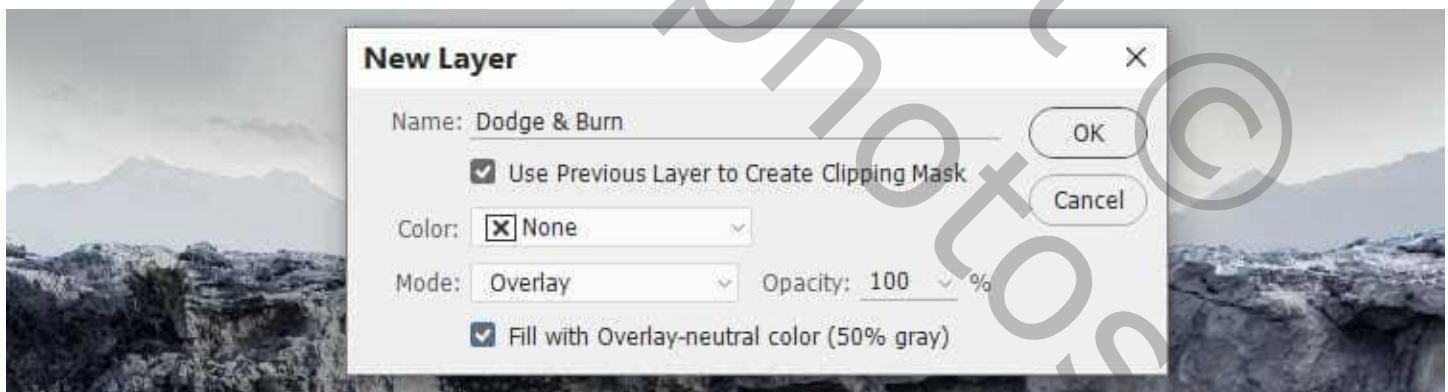 New Layer
Name: Dodge & Burn
OK
Use Previous Layer to Create Clipping Mask
Cancel
Color: None
Mode: Overlay Opacity: 100 %
Fill with Overlay-neutral color (50% gray)
photos
©